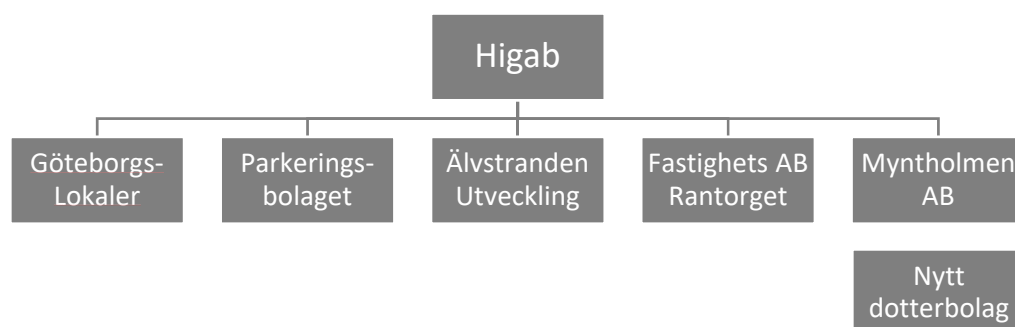 Higab
Göteborgs-
Lokaler
Parkerings-
bolaget
Älvstranden
Utveckling
Fastighets AB
Rantorget
Myntholmen
AB
Nytt
dotterbolag